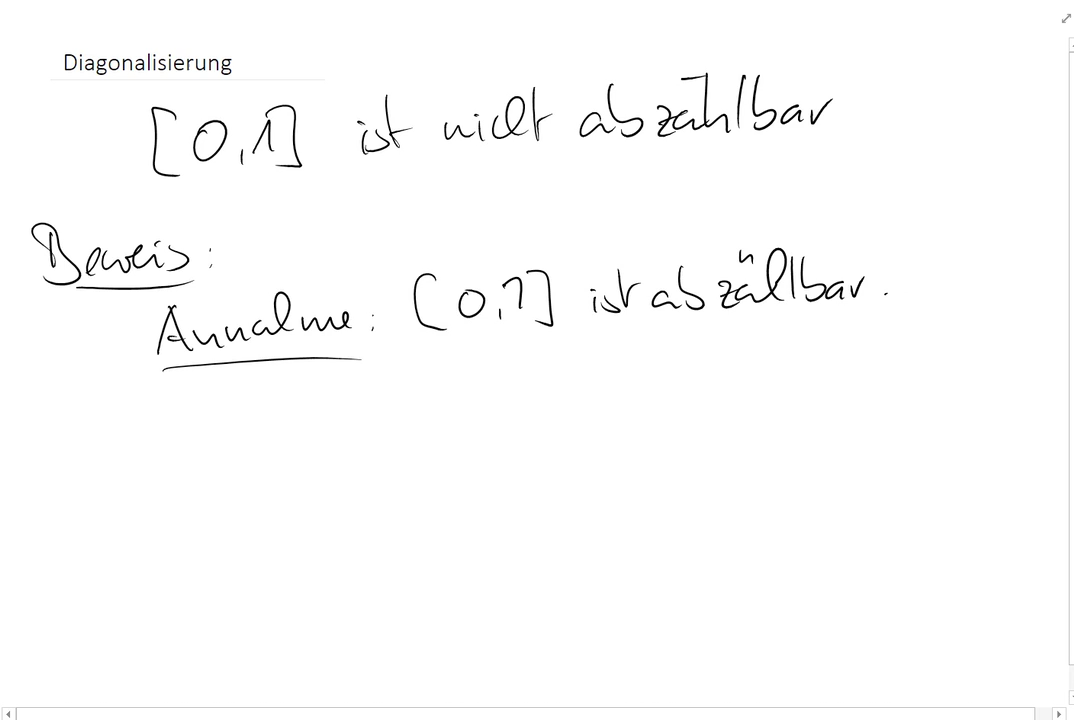 Diagonalisierung
[0,1] ist nicht abzählbar
Beweis:
Annahme: [0,1] ist abzählbar.